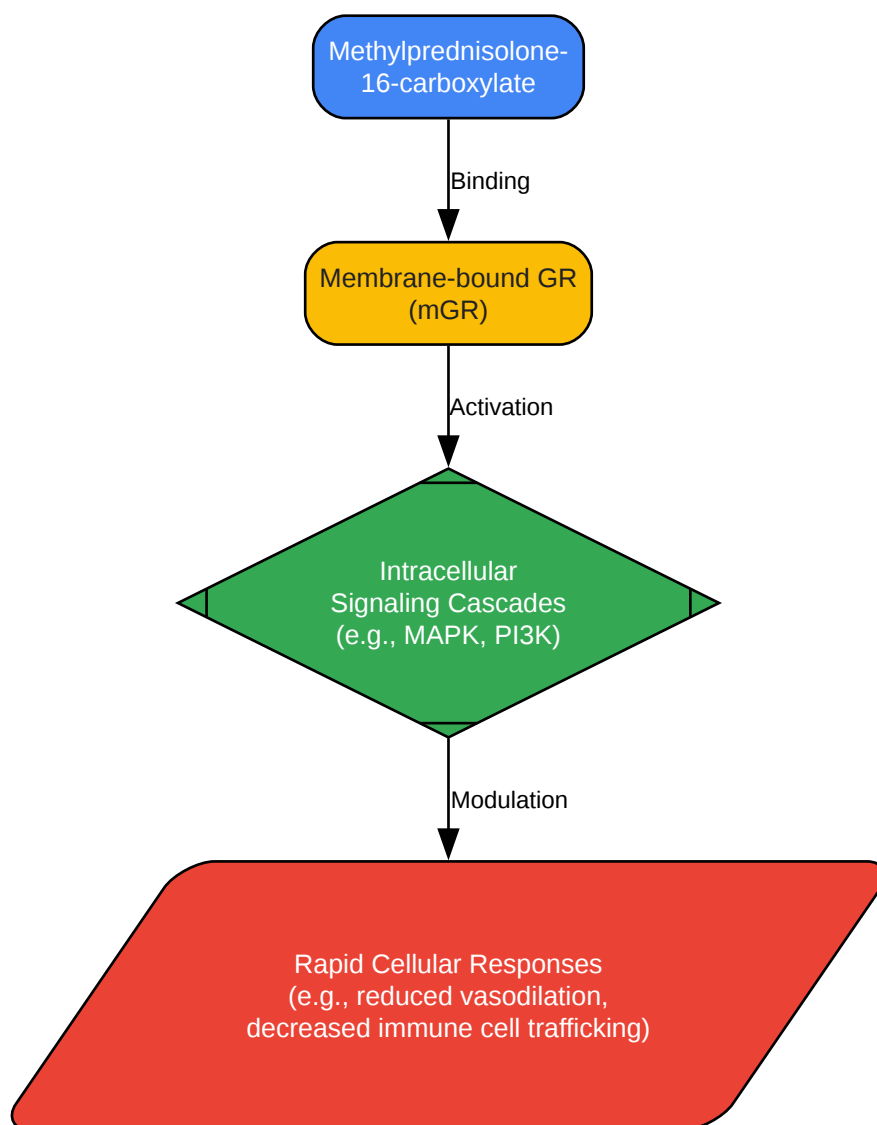 Methylprednisolone-
16-carboxylate
Binding
Membrane-bound GR
(mGR)
Activation
Intracellular
Signaling Cascades
(e.g., MAPK, PI3K)
Modulation
Rapid Cellular Responses
(e.g., reduced vasodilation,
decreased immune cell trafficking)